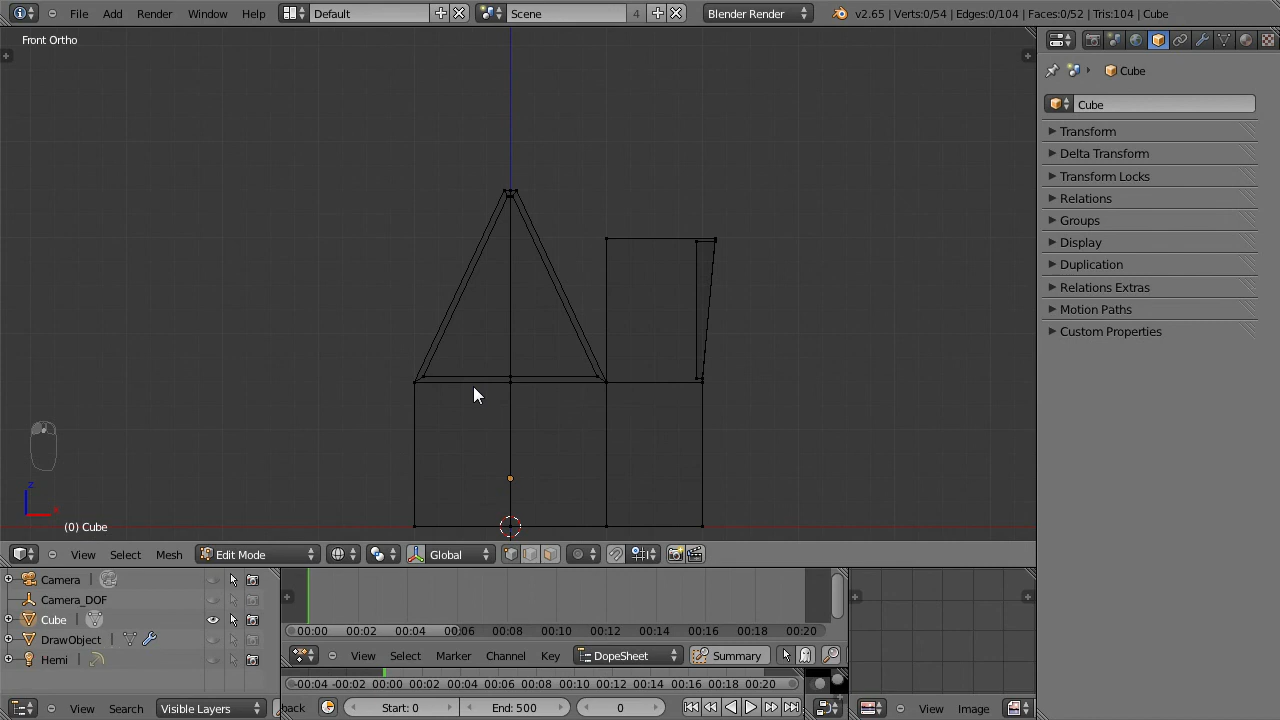 File Add Render Window Help Default Scene 4 Blender Render v2.65 | Verts:0/54 | Edges:0/104 | Faces:0/52 | Tris:104 | Cube
Front Ortho
Cube
Cube
Transform
Delta Transform
Transform Locks
Relations
Groups
Display
Duplication
Relations Extras
Motion Paths
Custom Properties
z
x
(0) Cube
View Select Mesh Edit Mode Global
Camera
Camera_DOF
Cube
DrawObject
Hemi
00:00 00:02 00:04 00:06 00:08 00:10 00:12 00:14 00:16 00:18 00:20
View Select Marker Channel Key DopeSheet Summary
-00:04 -00:02 00:00 00:02 00:04 00:06 00:08 00:10 00:12 00:14 00:16 00:18 00:20
View Search Visible Layers back Start: 0 End: 500 0 View Image